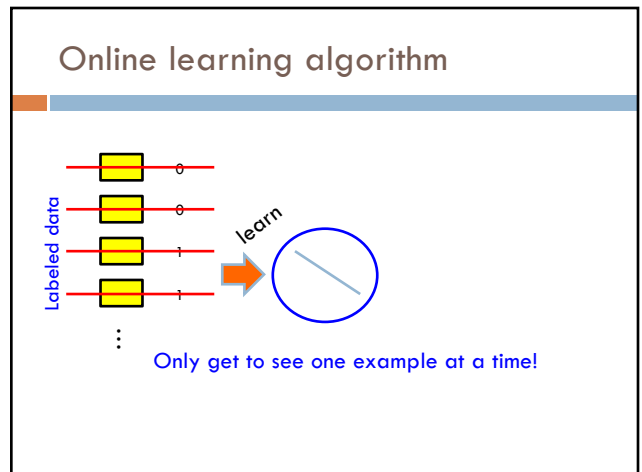 Online learning algorithm
Labeled data
0
0
1
1
learn
⋮
Only get to see one example at a time!